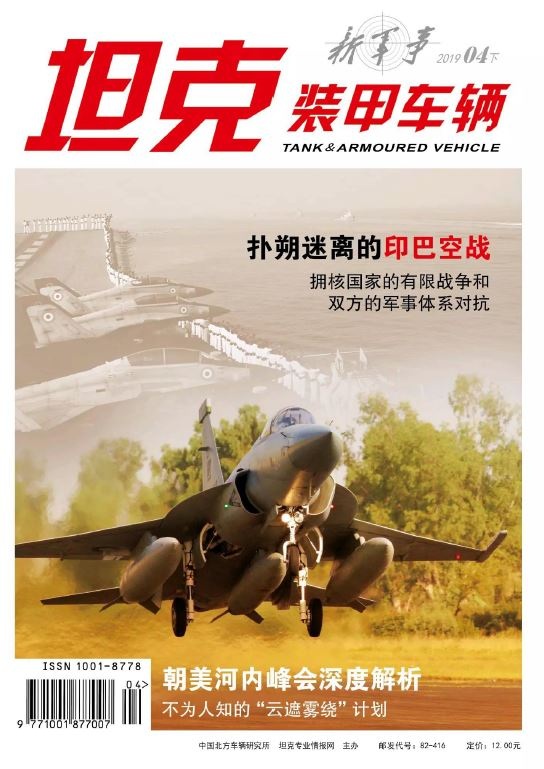 新军事
2019 04下
坦克
装甲车辆
TANK & ARMOURED VEHICLE
扑朔迷离的印巴空战
拥核国家的有限战争和
双方的军事体系对抗
ISSN 1001-8778
04>
9 771001 877007
朝美河内峰会深度解析
不为人知的“云遮雾绕”计划
中国北方车辆研究所 坦克专业情报网 主办 邮发代号：82-416 定价：12.00元